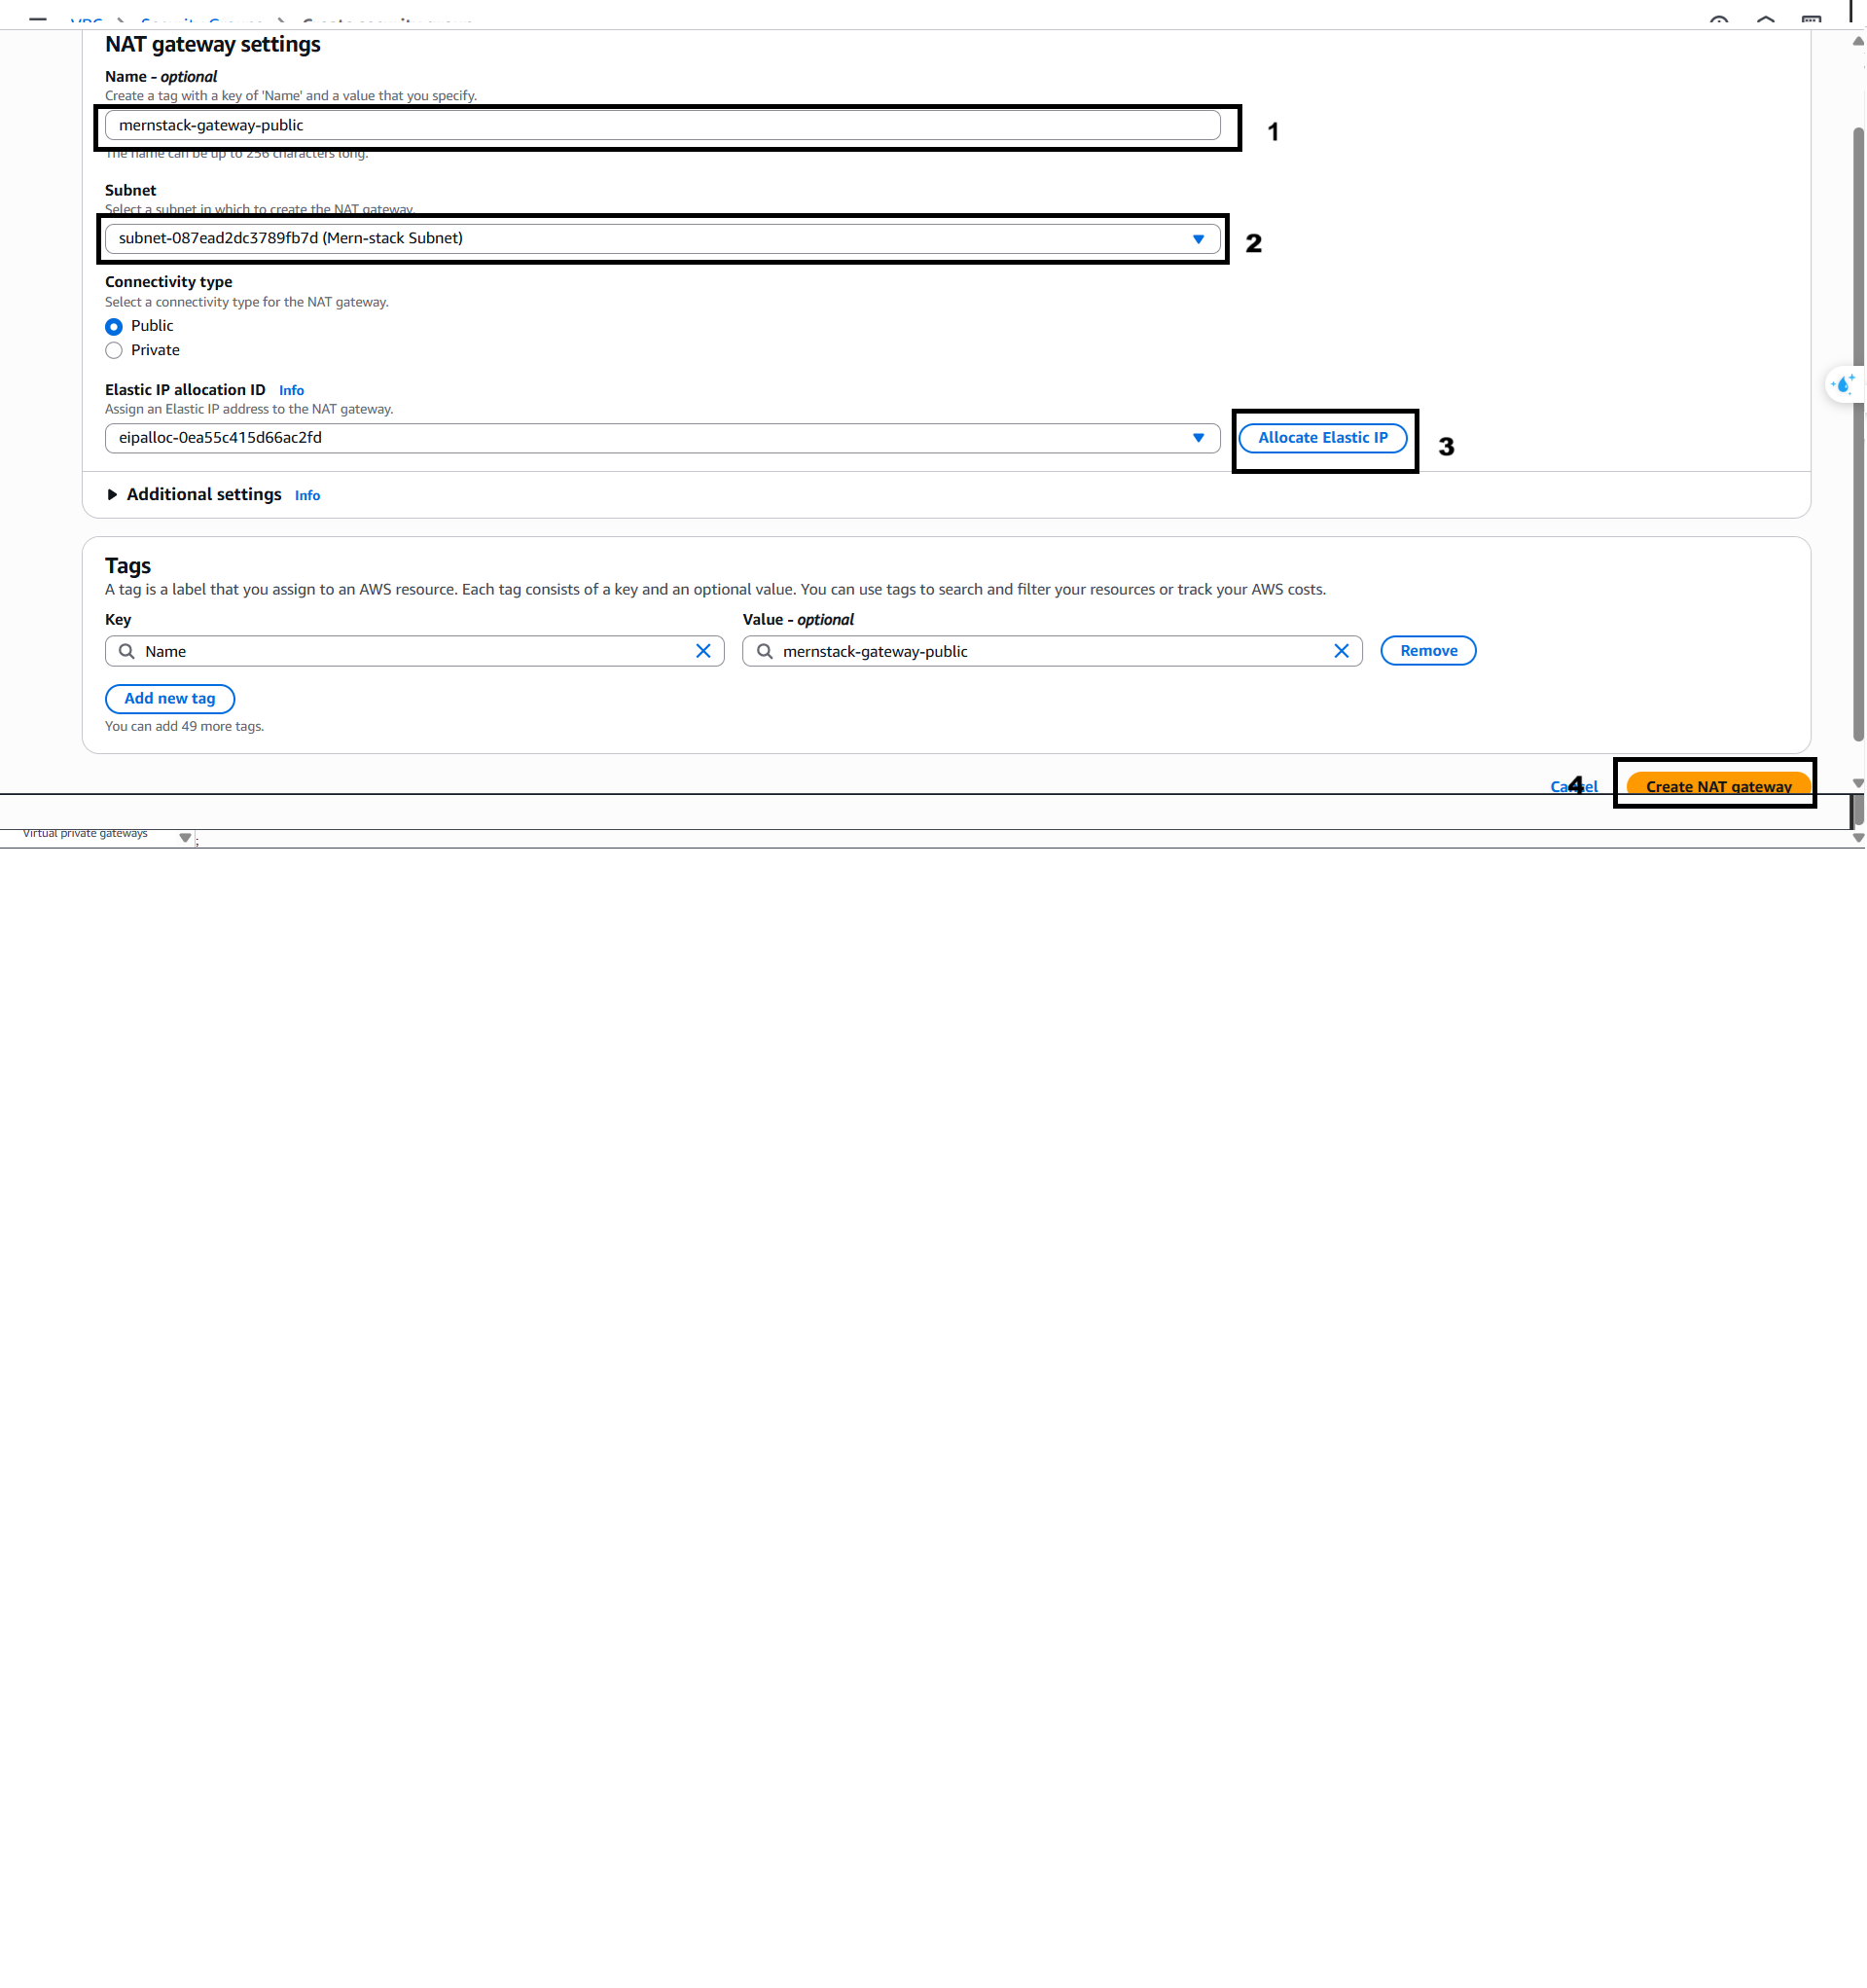 VPC > Security Groups > Create security group
NAT gateway settings
Name - optional
Create a tag with a key of 'Name' and a value that you specify.
mernstack-gateway-public
1
The name can be up to 256 characters long.
Subnet
Select a subnet in which to create the NAT gateway.
subnet-087ead2dc3789fb7d (Mern-stack Subnet)
2
Connectivity type
Select a connectivity type for the NAT gateway.
Public
Private
Elastic IP allocation ID Info
Assign an Elastic IP address to the NAT gateway.
eipalloc-0ea55c415d66ac2fd
Allocate Elastic IP
3
Additional settings Info
Tags
A tag is a label that you assign to an AWS resource. Each tag consists of a key and an optional value. You can use tags to search and filter your resources or track your AWS costs.
Key
Value - optional
Name
mernstack-gateway-public
Remove
Add new tag
You can add 49 more tags.
Cancel
4
Create NAT gateway
Virtual private gateways
;